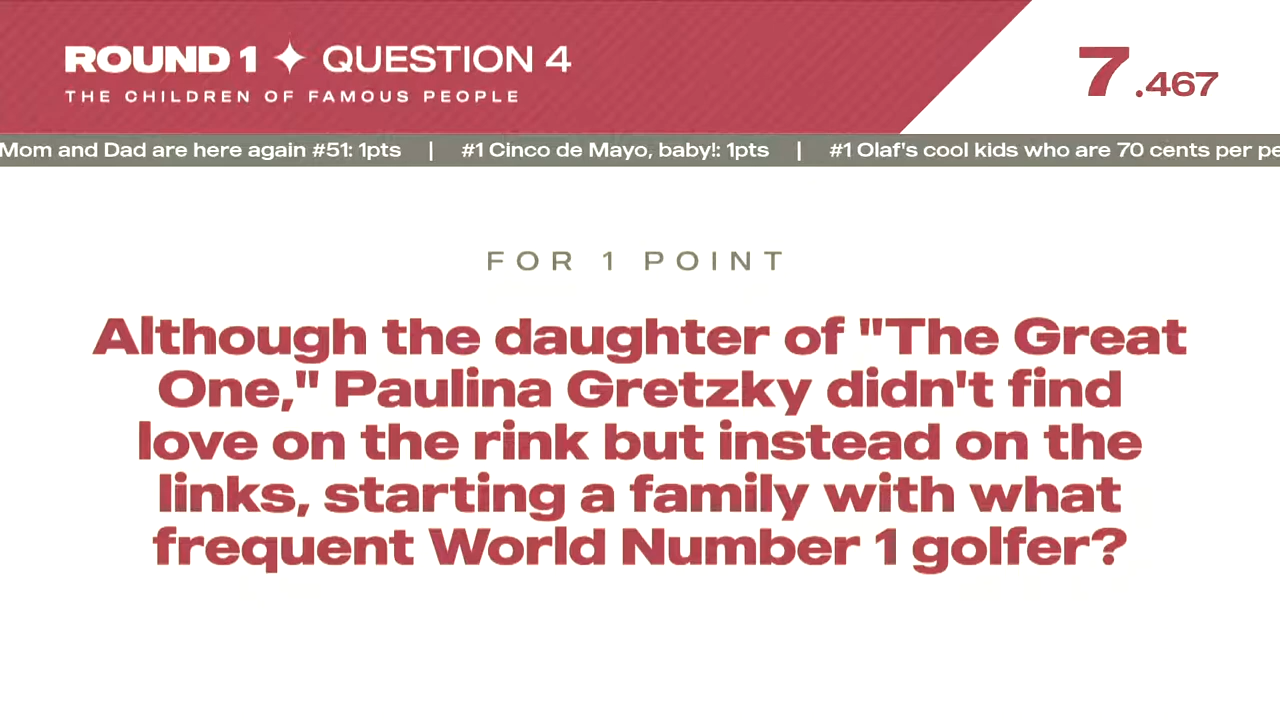 ROUND 1 ✦ QUESTION 4
THE CHILDREN OF FAMOUS PEOPLE
7.467
Mom and Dad are here again #51: 1pts | #1 Cinco de Mayo, baby!: 1pts | #1 Olaf's cool kids who are 70 cents per pe
FOR 1 POINT
Although the daughter of "The Great
One," Paulina Gretzky didn't find
love on the rink but instead on the
links, starting a family with what
frequent World Number 1 golfer?